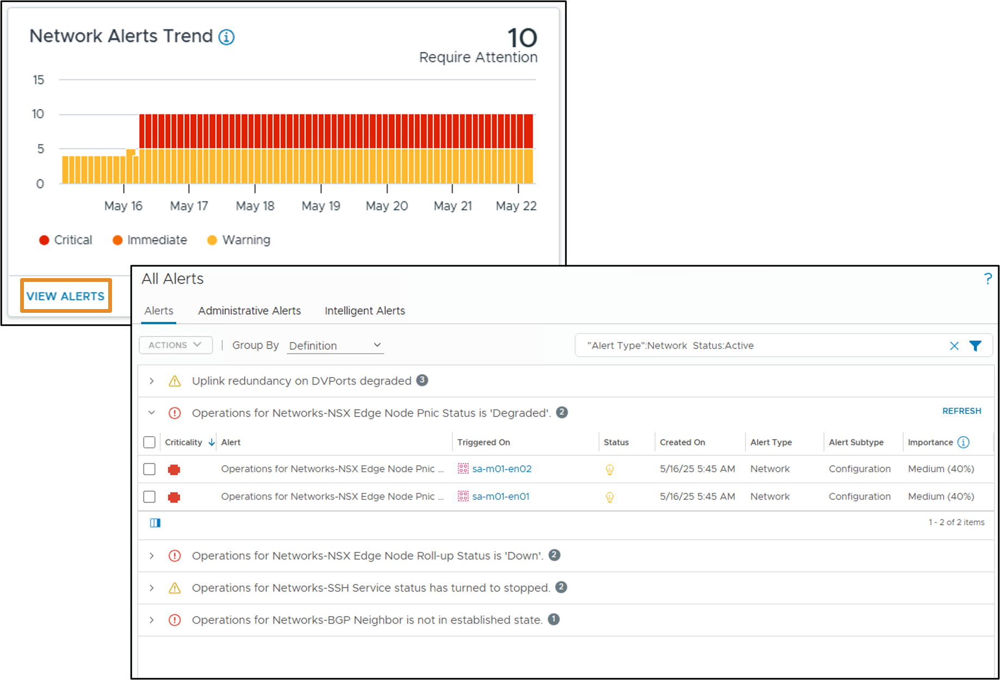 Network Alerts Trend
10
Require Attention
15
10
5
0
May 16 May 17 May 18 May 19 May 20 May 21 May 22
Critical Immediate Warning
VIEW ALERTS
All Alerts
?
Alerts Administrative Alerts Intelligent Alerts
ACTIONS | Group By Definition "Alert Type":Network Status:Active
Uplink redundancy on DVPorts degraded 3
Operations for Networks-NSX Edge Node Pnic Status is 'Degraded'. 2 REFRESH
Criticality Alert Triggered On Status Created On Alert Type Alert Subtype Importance
Operations for Networks-NSX Edge Node Pnic ... sa-m01-en02 5/16/25 5:45 AM Network Configuration Medium (40%)
Operations for Networks-NSX Edge Node Pnic ... sa-m01-en01 5/16/25 5:45 AM Network Configuration Medium (40%)
1 - 2 of 2 items
Operations for Networks-NSX Edge Node Roll-up Status is 'Down'. 2
Operations for Networks-SSH Service status has turned to stopped. 2
Operations for Networks-BGP Neighbor is not in established state. 1